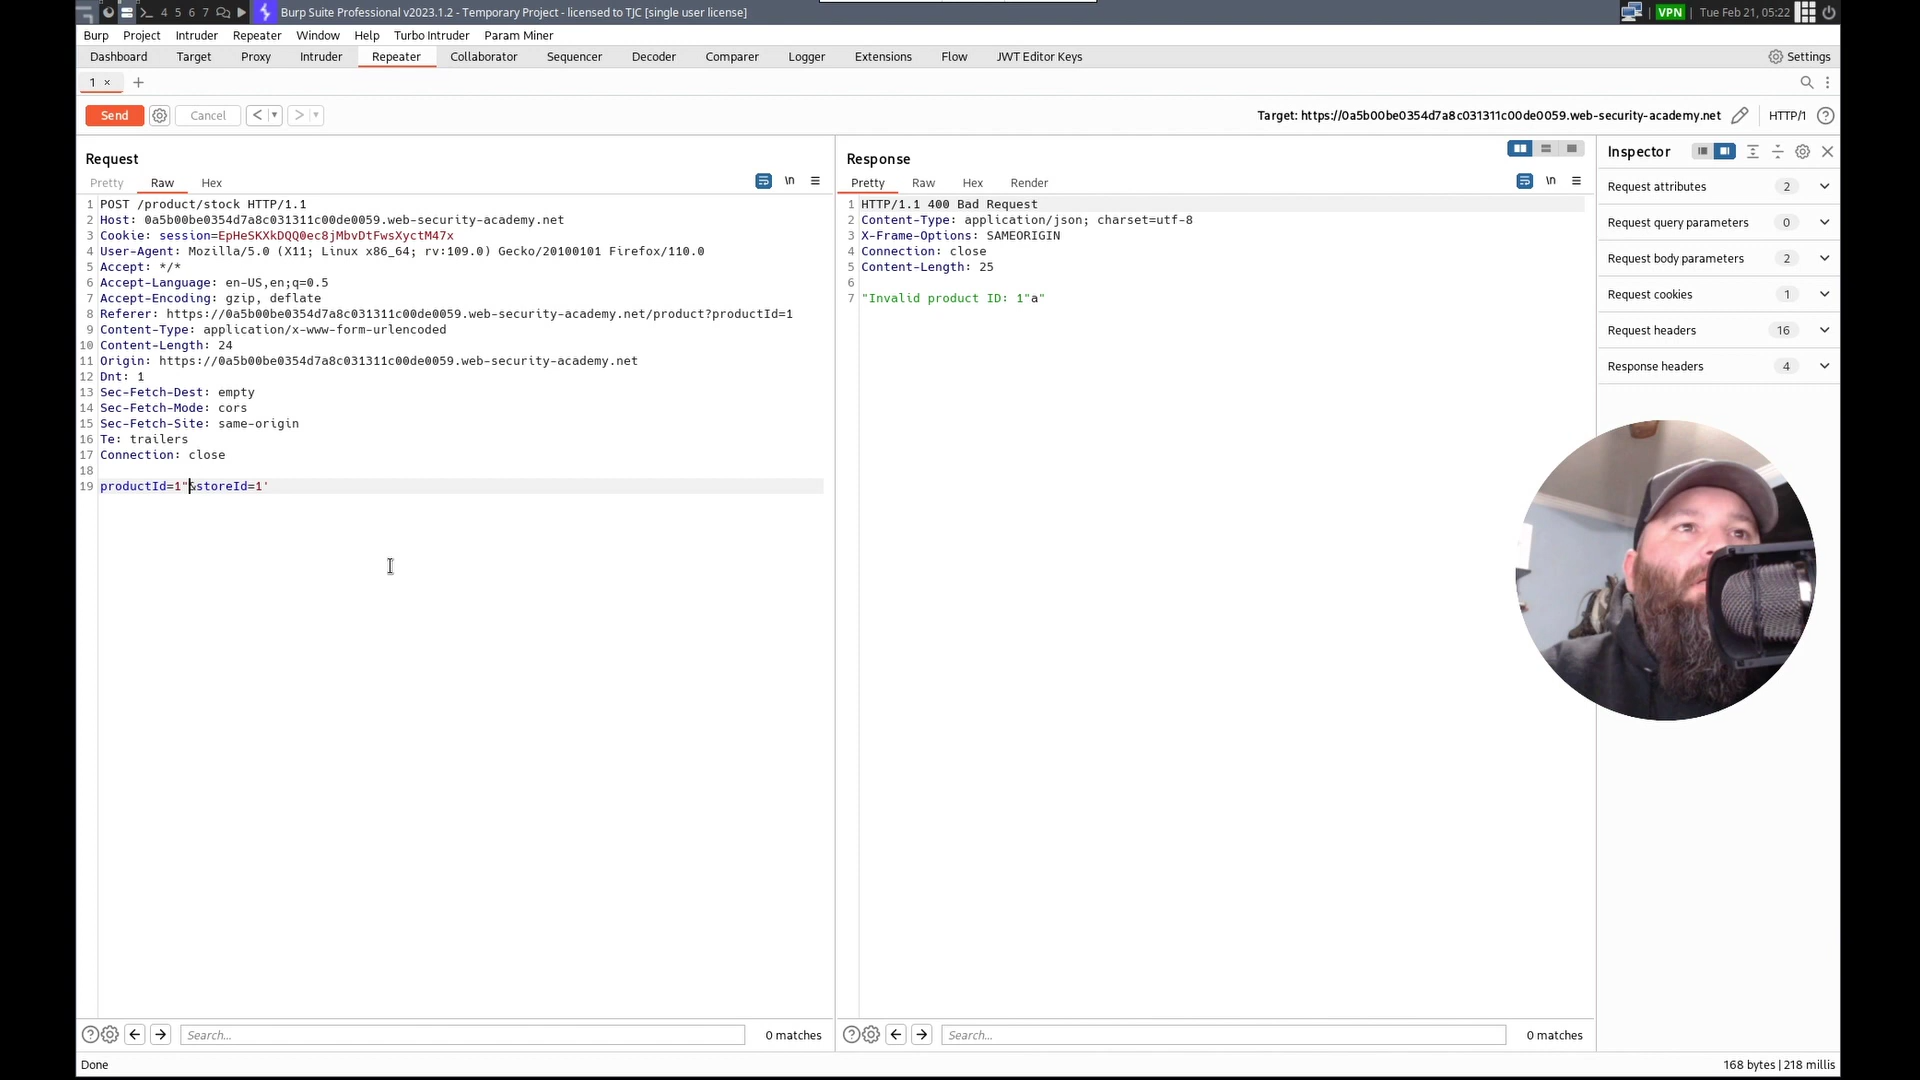 4 5 6 7 Burp Suite Professional v2023.1.2 - Temporary Project - licensed to TJC [single user license] VPN Tue Feb 21, 05:22
Burp Project Intruder Repeater Window Help Turbo Intruder Param Miner
Dashboard Target Proxy Intruder Repeater Collaborator Sequencer Decoder Comparer Logger Extensions Flow JWT Editor Keys Settings
1 × +
Send Cancel < > Target: https://0a5b00be0354d7a8c031311c00de0059.web-security-academy.net HTTP/1 ?
Request
Pretty Raw Hex \n
1 POST /product/stock HTTP/1.1
2 Host: 0a5b00be0354d7a8c031311c00de0059.web-security-academy.net
3 Cookie: session=EpHeSKXkDQQ0ec8jMbvDtFwsXyctM47x
4 User-Agent: Mozilla/5.0 (X11; Linux x86_64; rv:109.0) Gecko/20100101 Firefox/110.0
5 Accept: */*
6 Accept-Language: en-US,en;q=0.5
7 Accept-Encoding: gzip, deflate
8 Referer: https://0a5b00be0354d7a8c031311c00de0059.web-security-academy.net/product?productId=1
9 Content-Type: application/x-www-form-urlencoded
10 Content-Length: 24
11 Origin: https://0a5b00be0354d7a8c031311c00de0059.web-security-academy.net
12 Dnt: 1
13 Sec-Fetch-Dest: empty
14 Sec-Fetch-Mode: cors
15 Sec-Fetch-Site: same-origin
16 Te: trailers
17 Connection: close
18
19 productId=1"&storeId=1'
Search... 0 matches
Response
Pretty Raw Hex Render \n
1 HTTP/1.1 400 Bad Request
2 Content-Type: application/json; charset=utf-8
3 X-Frame-Options: SAMEORIGIN
4 Connection: close
5 Content-Length: 25
6
7 "Invalid product ID: 1"a"
Search... 0 matches
Inspector
Request attributes 2
Request query parameters 0
Request body parameters 2
Request cookies 1
Request headers 16
Response headers 4
Done 168 bytes | 218 millis